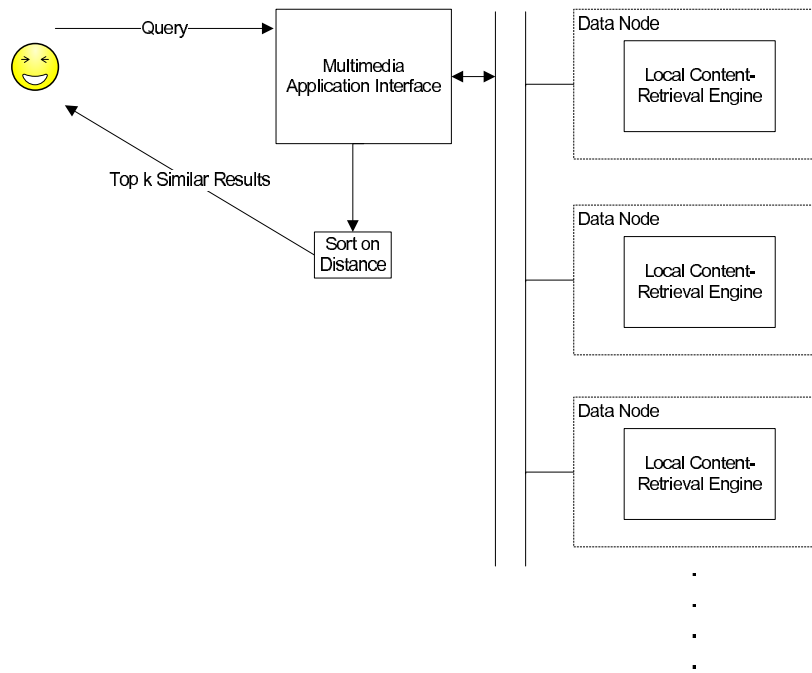 Query
Multimedia
Application Interface
Top k Similar Results
Sort on
Distance
Data Node
Local Content-
Retrieval Engine
Data Node
Local Content-
Retrieval Engine
Data Node
Local Content-
Retrieval Engine